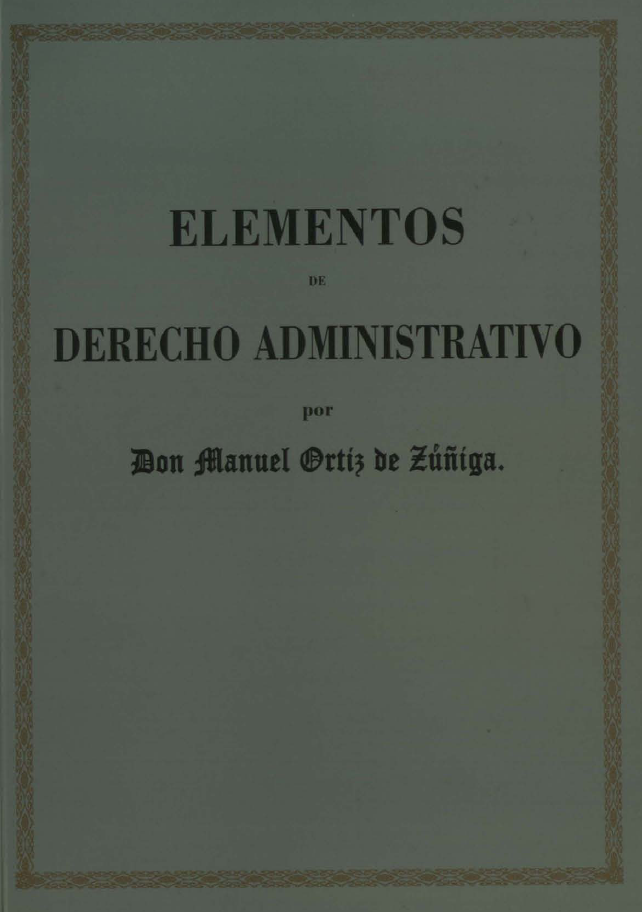 ELEMENTOS
DE
DERECHO ADMINISTRATIVO
por
Don Manuel Ortiz de Zúñiga.